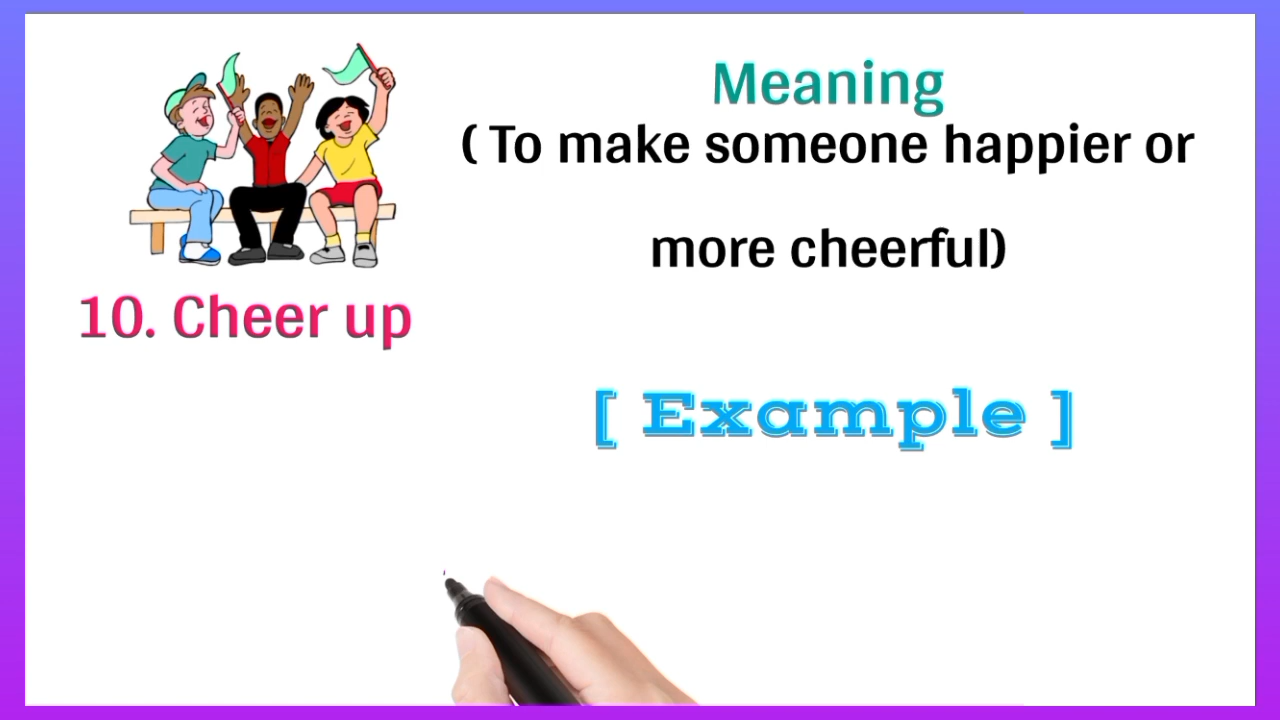 Meaning
( To make someone happier or
more cheerful)
10. Cheer up
[ Example ]